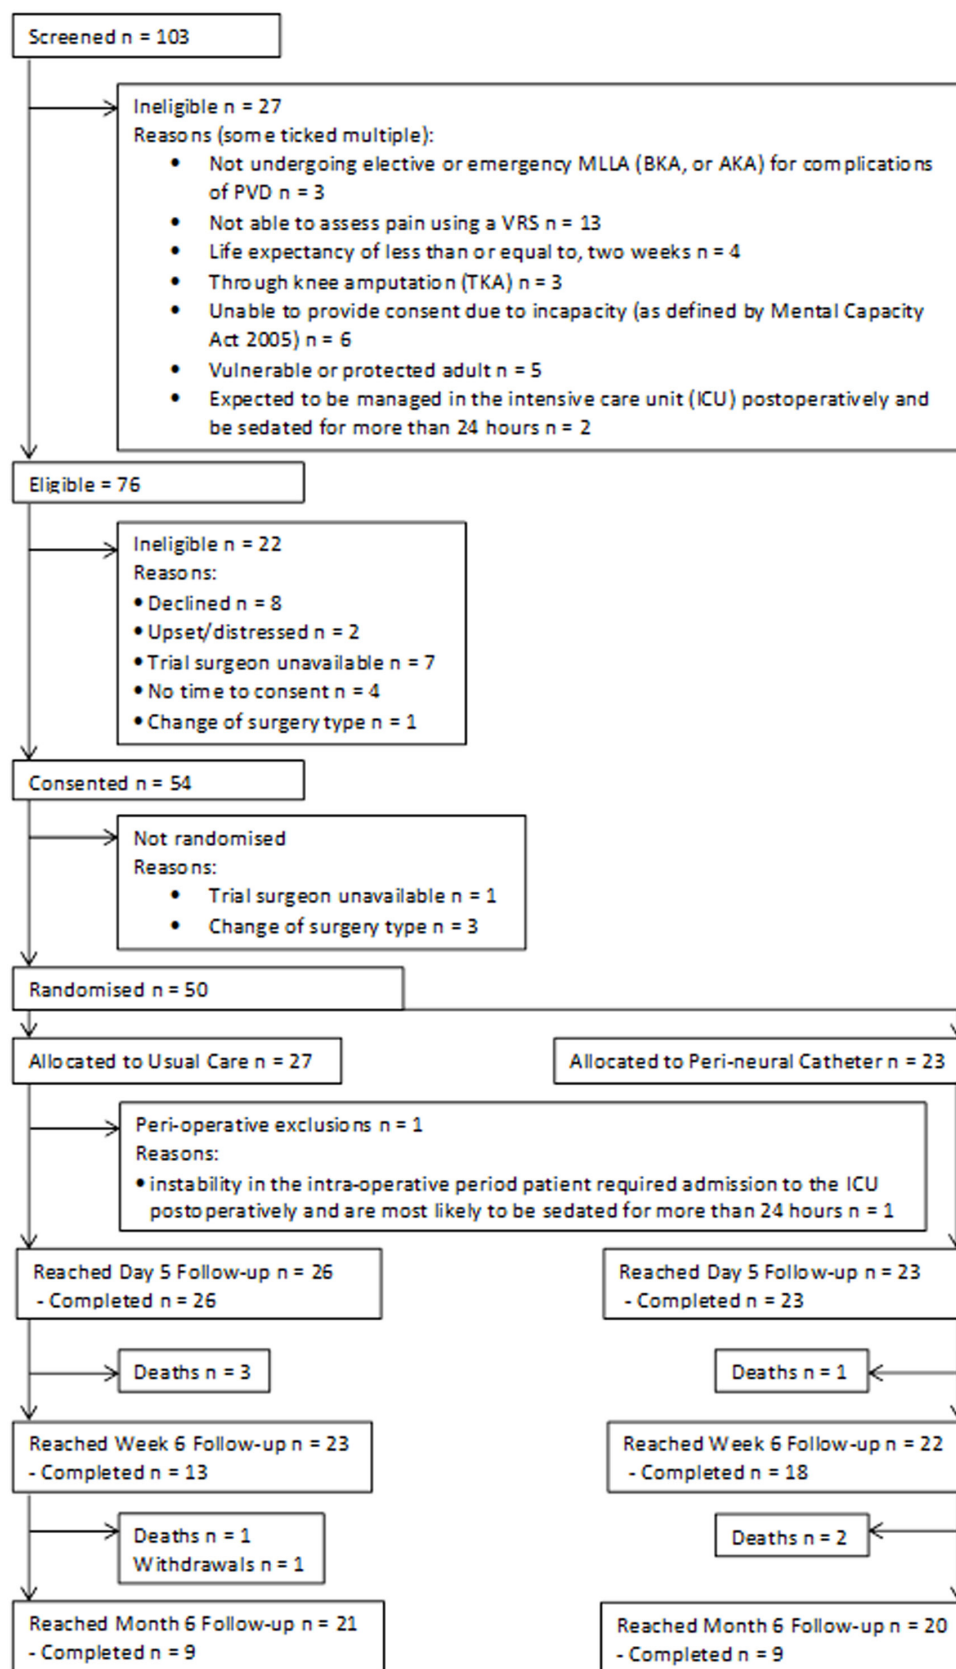 Screened n = 103
Ineligible n = 27
Reasons (some ticked multiple):
• Not undergoing elective or emergency MLLA (BKA, or AKA) for complications
of PVD n = 3
• Not able to assess pain using a VRS n = 13
• Life expectancy of less than or equal to, two weeks n = 4
• Through knee amputation (TKA) n = 3
• Unable to provide consent due to incapacity (as defined by Mental Capacity
Act 2005) n = 6
• Vulnerable or protected adult n = 5
• Expected to be managed in the intensive care unit (ICU) postoperatively and
be sedated for more than 24 hours n = 2
Eligible = 76
Ineligible n = 22
Reasons:
• Declined n = 8
• Upset/distressed n = 2
• Trial surgeon unavailable n = 7
• No time to consent n = 4
• Change of surgery type n = 1
Consented n = 54
Not randomised
Reasons:
• Trial surgeon unavailable n = 1
• Change of surgery type n = 3
Randomised n = 50
Allocated to Usual Care n = 27
Allocated to Peri-neural Catheter n = 23
Peri-operative exclusions n = 1
Reasons:
• instability in the intra-operative period patient required admission to the ICU
postoperatively and are most likely to be sedated for more than 24 hours n = 1
Reached Day 5 Follow-up n = 26
- Completed n = 26
Reached Day 5 Follow-up n = 23
- Completed n = 23
Deaths n = 3
Deaths n = 1
Reached Week 6 Follow-up n = 23
- Completed n = 13
Reached Week 6 Follow-up n = 22
- Completed n = 18
Deaths n = 1
Withdrawals n = 1
Deaths n = 2
Reached Month 6 Follow-up n = 21
- Completed n = 9
Reached Month 6 Follow-up n = 20
- Completed n = 9